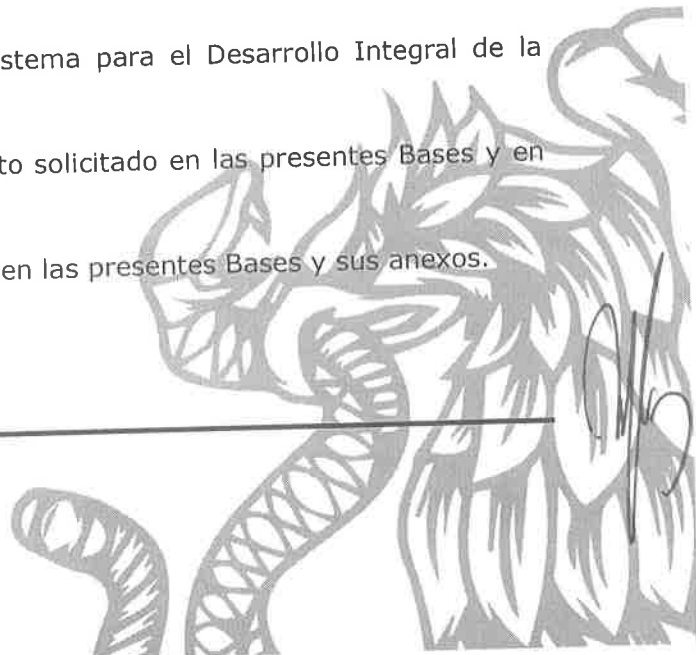 stema para el Desarrollo Integral de la
to solicitado en las presentes Bases y en
en las presentes Bases y sus anexos.